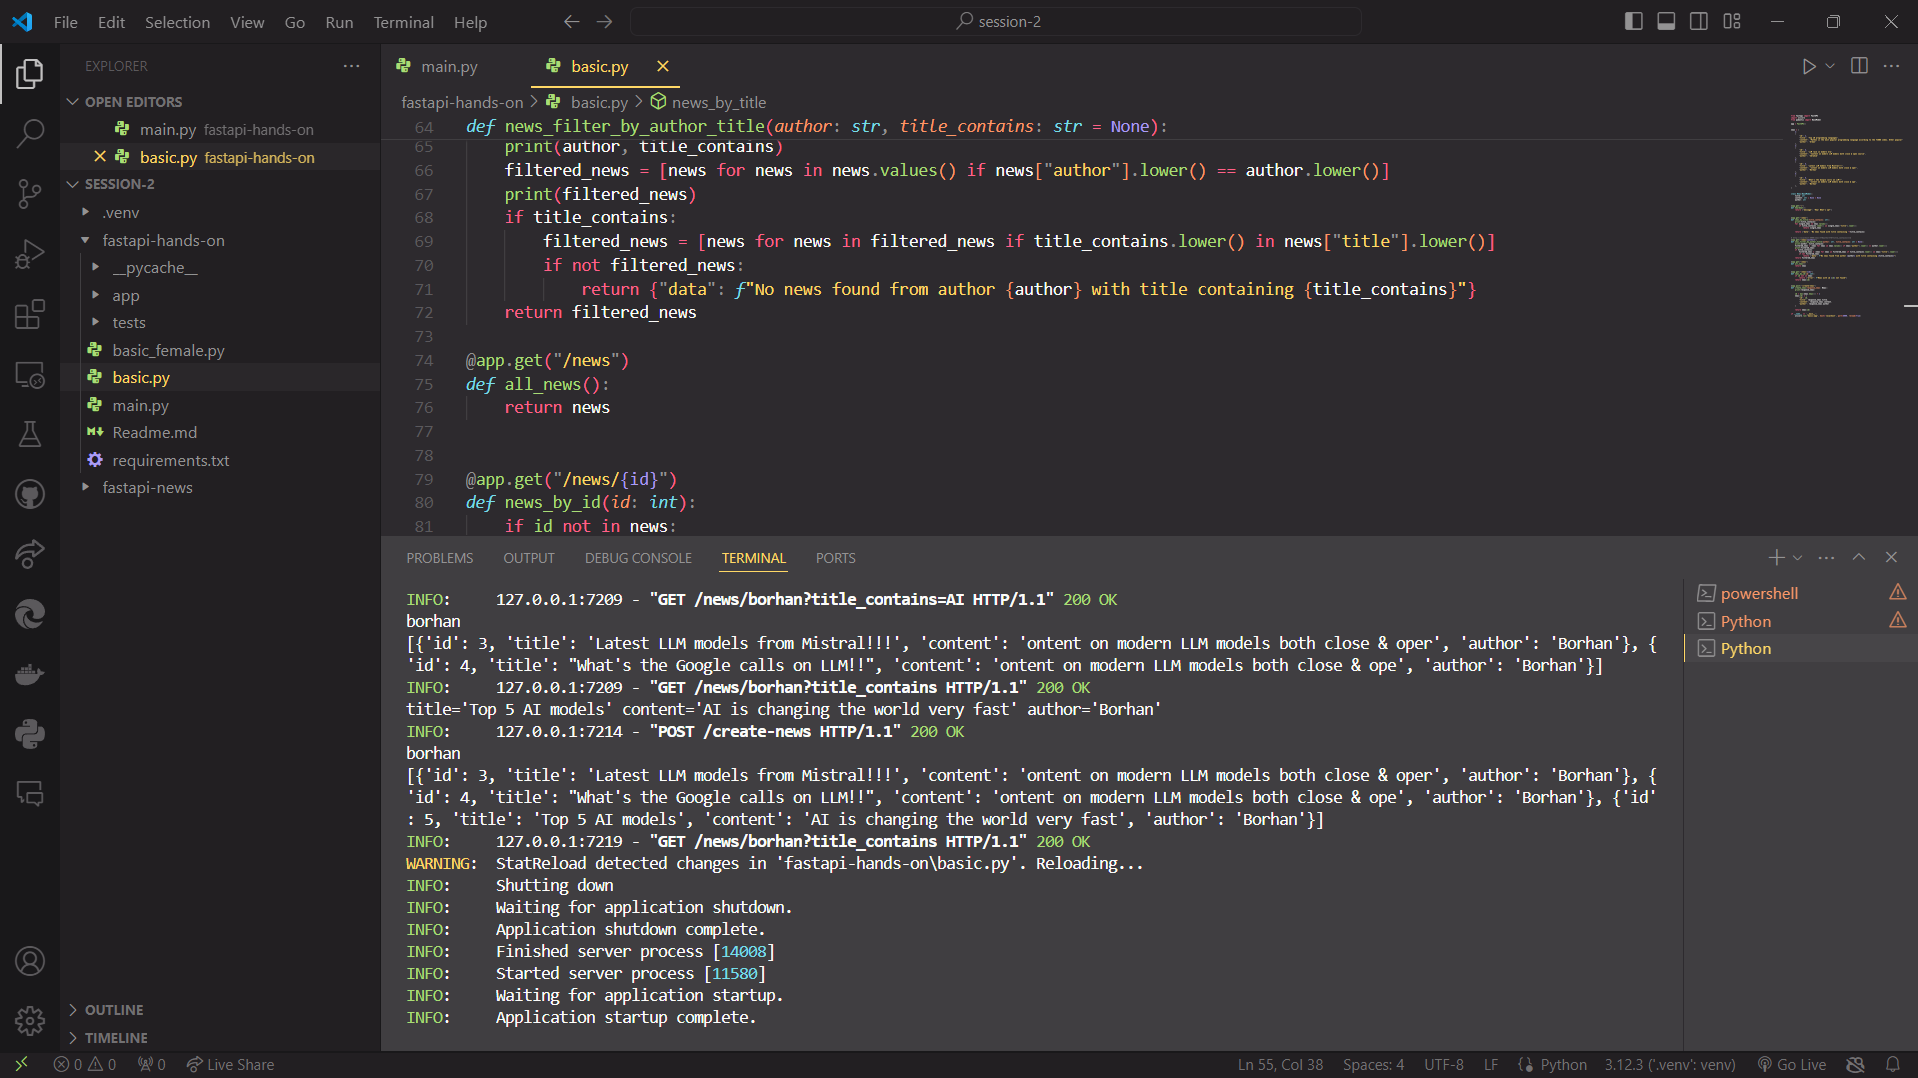 File Edit Selection View Go Run Terminal Help
session-2
EXPLORER
OPEN EDITORS
main.py fastapi-hands-on
basic.py fastapi-hands-on
SESSION-2
.venv
fastapi-hands-on
__pycache__
app
tests
basic_female.py
basic.py
main.py
Readme.md
requirements.txt
fastapi-news
OUTLINE
TIMELINE
main.py
basic.py
fastapi-hands-on > basic.py > news_by_title
64 def news_filter_by_author_title(author: str, title_contains: str = None):
65 print(author, title_contains)
66 filtered_news = [news for news in news.values() if news["author"].lower() == author.lower()]
67 print(filtered_news)
68 if title_contains:
69 filtered_news = [news for news in filtered_news if title_contains.lower() in news["title"].lower()]
70 if not filtered_news:
71 return {"data": f"No news found from author {author} with title containing {title_contains}"}
72 return filtered_news
73
74 @app.get("/news")
75 def all_news():
76 return news
77
78
79 @app.get("/news/{id}")
80 def news_by_id(id: int):
81 if id not in news:
PROBLEMS OUTPUT DEBUG CONSOLE TERMINAL PORTS
INFO: 127.0.0.1:7209 - "GET /news/borhan?title_contains=AI HTTP/1.1" 200 OK
borhan
[{'id': 3, 'title': 'Latest LLM models from Mistral!!!', 'content': 'ontent on modern LLM models both close & oper', 'author': 'Borhan'}, {
'id': 4, 'title': "What's the Google calls on LLM!!", 'content': 'ontent on modern LLM models both close & ope', 'author': 'Borhan'}]
INFO: 127.0.0.1:7209 - "GET /news/borhan?title_contains HTTP/1.1" 200 OK
title='Top 5 AI models' content='AI is changing the world very fast' author='Borhan'
INFO: 127.0.0.1:7214 - "POST /create-news HTTP/1.1" 200 OK
borhan
[{'id': 3, 'title': 'Latest LLM models from Mistral!!!', 'content': 'ontent on modern LLM models both close & oper', 'author': 'Borhan'}, {
'id': 4, 'title': "What's the Google calls on LLM!!", 'content': 'ontent on modern LLM models both close & ope', 'author': 'Borhan'}, {'id'
: 5, 'title': 'Top 5 AI models', 'content': 'AI is changing the world very fast', 'author': 'Borhan'}]
INFO: 127.0.0.1:7219 - "GET /news/borhan?title_contains HTTP/1.1" 200 OK
WARNING: StatReload detected changes in 'fastapi-hands-on\basic.py'. Reloading...
INFO: Shutting down
INFO: Waiting for application shutdown.
INFO: Application shutdown complete.
INFO: Finished server process [14008]
INFO: Started server process [11580]
INFO: Waiting for application startup.
INFO: Application startup complete.
powershell
Python
Python
0 0 0 Live Share
Ln 55, Col 38 Spaces: 4 UTF-8 LF Python 3.12.3 ('.venv': venv) Go Live